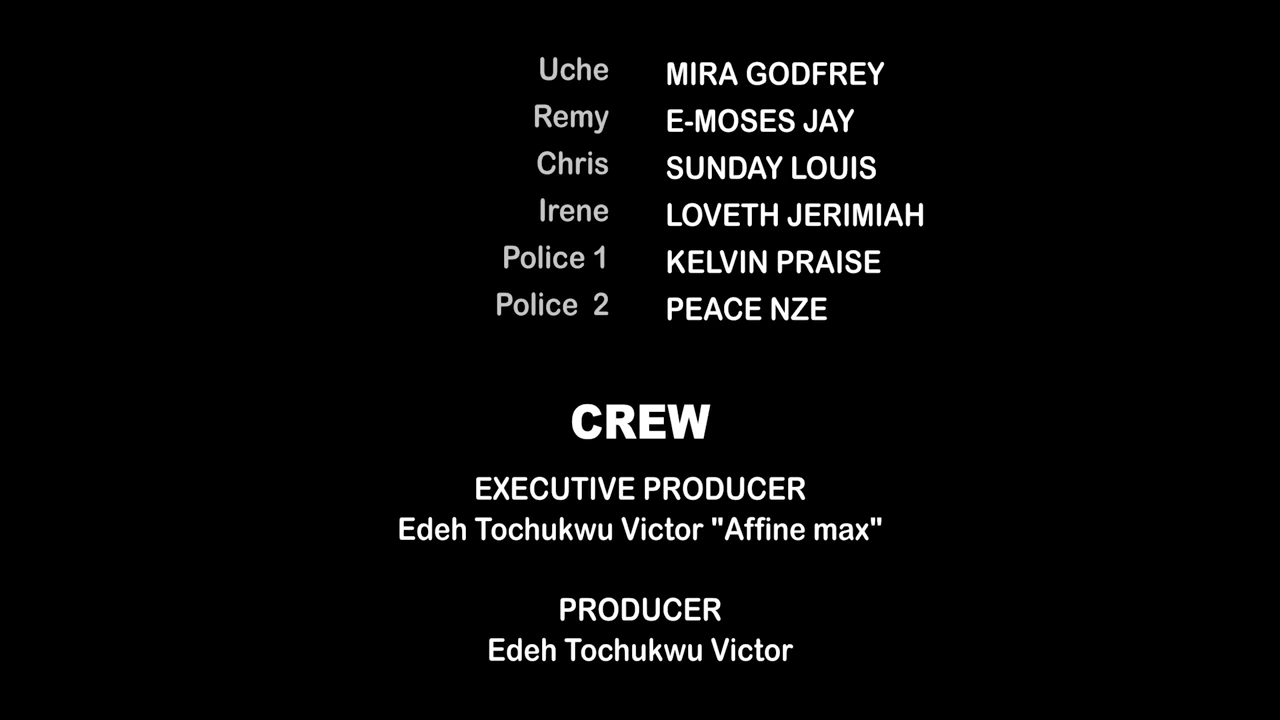 Uche MIRA GODFREY
Remy E-MOSES JAY
Chris SUNDAY LOUIS
Irene LOVETH JERIMIAH
Police 1 KELVIN PRAISE
Police 2 PEACE NZE
CREW
EXECUTIVE PRODUCER
Edeh Tochukwu Victor "Affine max"
PRODUCER
Edeh Tochukwu Victor